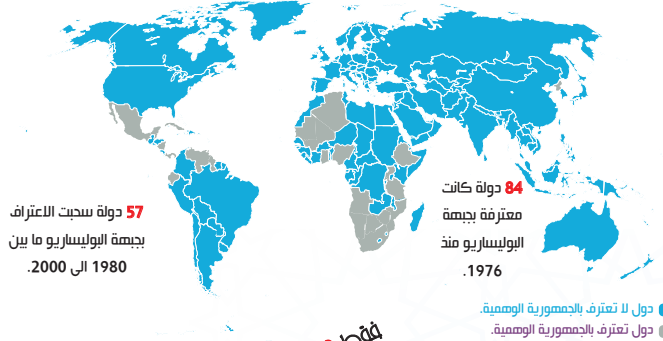 84 دولة كانت
معترفة بجبهة
البوليساريو منذ
1976.
57 دولة سحبت الاعتراف
بجبهة البوليساريو ما بين
1980 الى 2000.
دول لا تعترف بالجمهورية الوهمية.
دول تعترف بالجمهورية الوهمية.
فقط